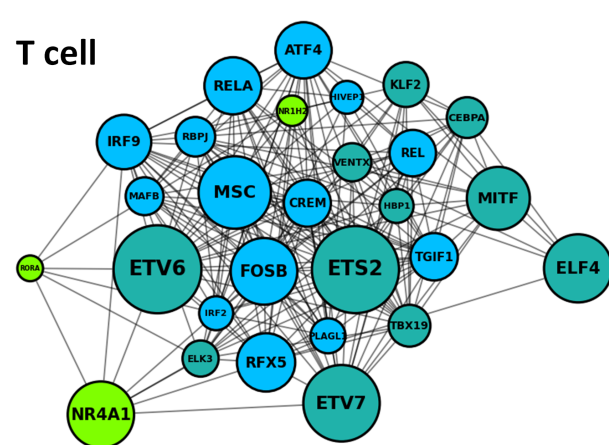 T cell
ATF4
RELA
KLF2
HIVEP1
NR1H2
CEBPA
IRF9
RBPJ
REL
VENTX
MAFB
MSC
CREM
HBP1
MITF
ETV6
FOSB
ETS2
TGIF1
ELF4
RORA
IRF2
TBX19
PLAGL1
ELK3
RFX5
ETV7
NR4A1